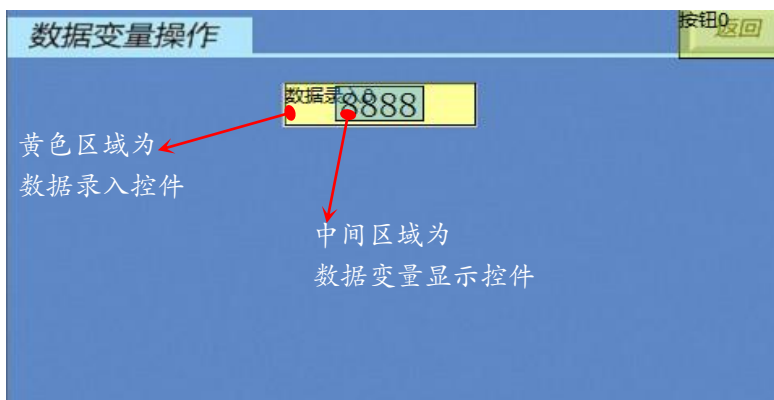 数据变量操作
按钮0
返回
数据录入0
8888
黄色区域为
数据录入控件
中间区域为
数据变量显示控件